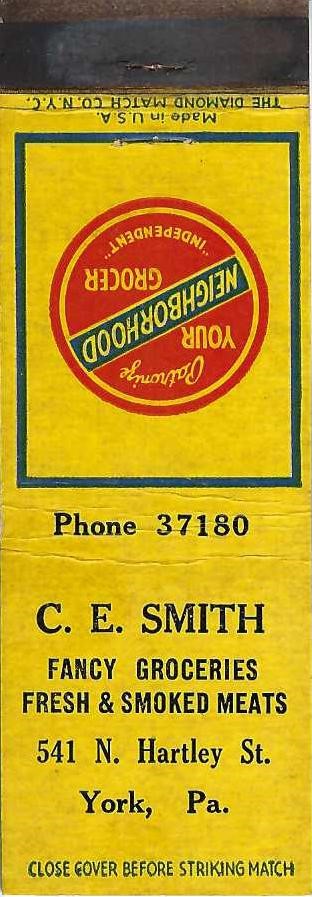 Made in U.S.A.
THE DIAMOND MATCH CO. N.Y.C.
Patronize
YOUR
NEIGHBORHOOD
GROCER
"INDEPENDENT"
Phone 37180
C. E. SMITH
FANCY GROCERIES
FRESH & SMOKED MEATS
541 N. Hartley St.
York, Pa.
CLOSE COVER BEFORE STRIKING MATCH